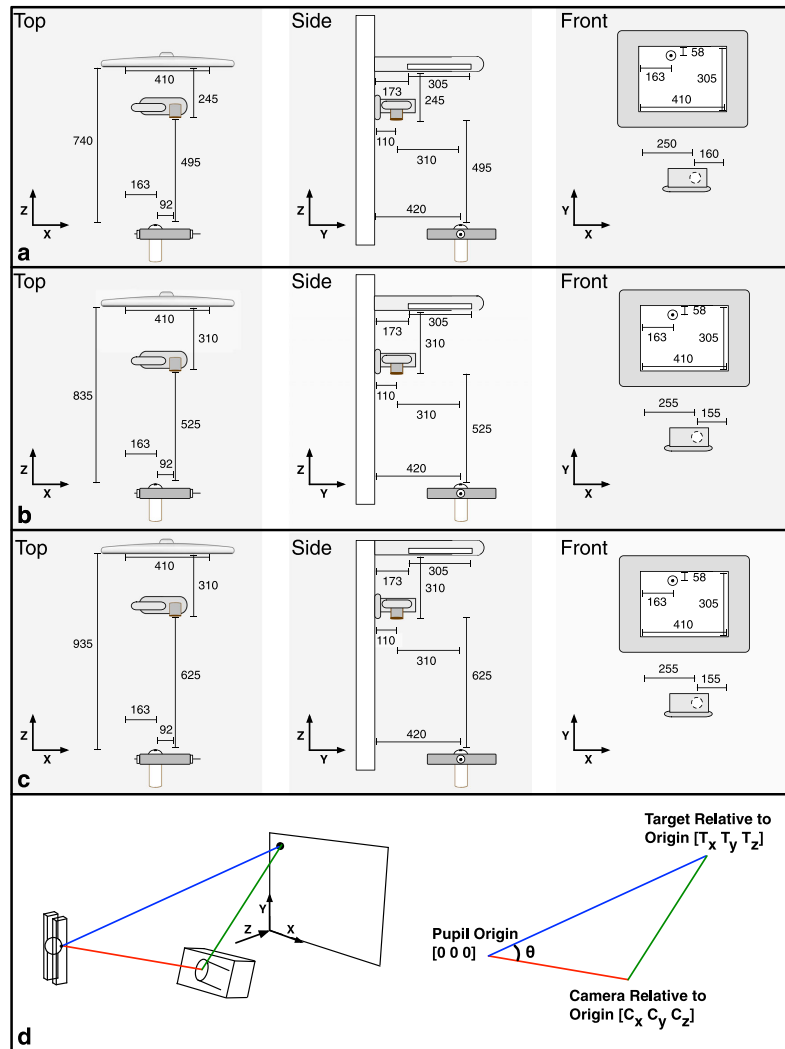 Top
Side
Front
410
245
740
495
163
92
Z
X
a
173
305
245
110
310
495
420
Z
Y
58
163
305
410
250
160
Y
X
Top
Side
Front
410
310
835
525
163
92
Z
X
b
173
305
310
110
310
525
420
Z
Y
58
163
305
410
255
155
Y
X
Top
Side
Front
410
310
935
625
163
92
Z
X
c
173
305
310
110
310
625
420
Z
Y
58
163
305
410
255
155
Y
X
Y
Z
X
d
Target Relative to
Origin [Tx Ty Tz]
Pupil Origin
[0 0 0]
θ
Camera Relative to
Origin [Cx Cy Cz]